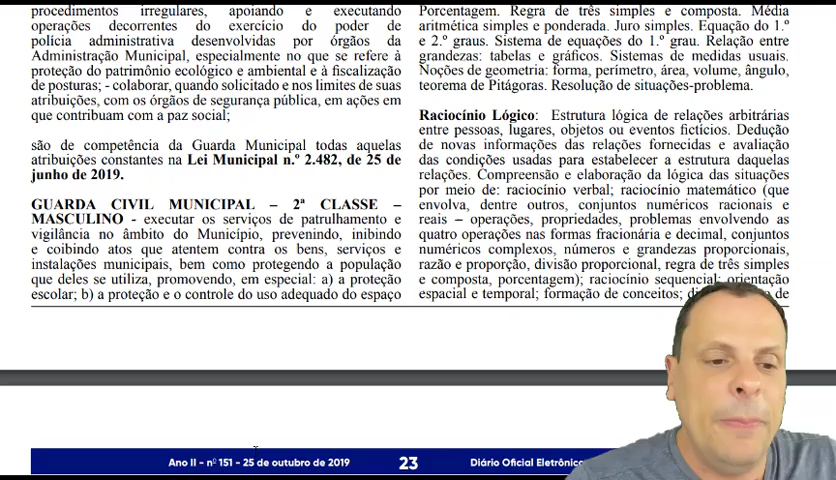 procedimentos irregulares, apoiando e executando
operações decorrentes do exercício do poder de
polícia administrativa desenvolvidas por órgãos da
Administração Municipal, especialmente no que se refere à
proteção do patrimônio ecológico e ambiental e à fiscalização
de posturas; - colaborar, quando solicitado e nos limites de suas
atribuições, com os órgãos de segurança pública, em ações em
que contribuam com a paz social;
são de competência da Guarda Municipal todas aquelas
atribuições constantes na Lei Municipal n.º 2.482, de 25 de
junho de 2019.
GUARDA CIVIL MUNICIPAL – 2ª CLASSE –
MASCULINO - executar os serviços de patrulhamento e
vigilância no âmbito do Município, prevenindo, inibindo
e coibindo atos que atentem contra os bens, serviços e
instalações municipais, bem como protegendo a população
que deles se utiliza, promovendo, em especial: a) a proteção
escolar; b) a proteção e o controle do uso adequado do espaço
Porcentagem. Regra de três simples e composta. Média
aritmética simples e ponderada. Juro simples. Equação do 1.º
e 2.º graus. Sistema de equações do 1.º grau. Relação entre
grandezas: tabelas e gráficos. Sistemas de medidas usuais.
Noções de geometria: forma, perímetro, área, volume, ângulo,
teorema de Pitágoras. Resolução de situações-problema.
Raciocínio Lógico: Estrutura lógica de relações arbitrárias
entre pessoas, lugares, objetos ou eventos fictícios. Dedução
de novas informações das relações fornecidas e avaliação
das condições usadas para estabelecer a estrutura daquelas
relações. Compreensão e elaboração da lógica das situações
por meio de: raciocínio verbal; raciocínio matemático (que
envolva, dentre outros, conjuntos numéricos racionais e
reais – operações, propriedades, problemas envolvendo as
quatro operações nas formas fracionária e decimal, conjuntos
numéricos complexos, números e grandezas proporcionais,
razão e proporção, divisão proporcional, regra de três simples
e composta, porcentagem); raciocínio sequencial; orientação
espacial e temporal; formação de conceitos; de
Ano II - nº 151 - 25 de outubro de 2019
23
Diário Oficial Eletrônico